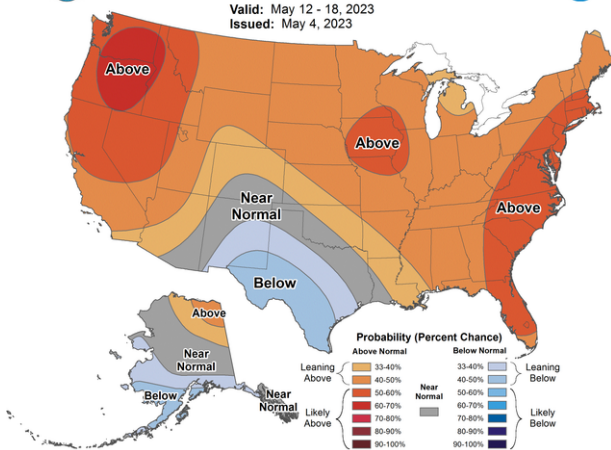 Valid: May 12 - 18, 2023
Issued: May 4, 2023
Above
Above
Near
Normal
Above
Below
Above
Near
Normal
Below
Near
Normal
Probability (Percent Chance)
Above Normal
Below Normal
Leaning
Above
33-40%
40-50%
Likely
Above
50-60%
60-70%
70-80%
80-90%
90-100%
Near
Normal
33-40%
40-50%
Leaning
Below
50-60%
60-70%
70-80%
80-90%
90-100%
Likely
Below